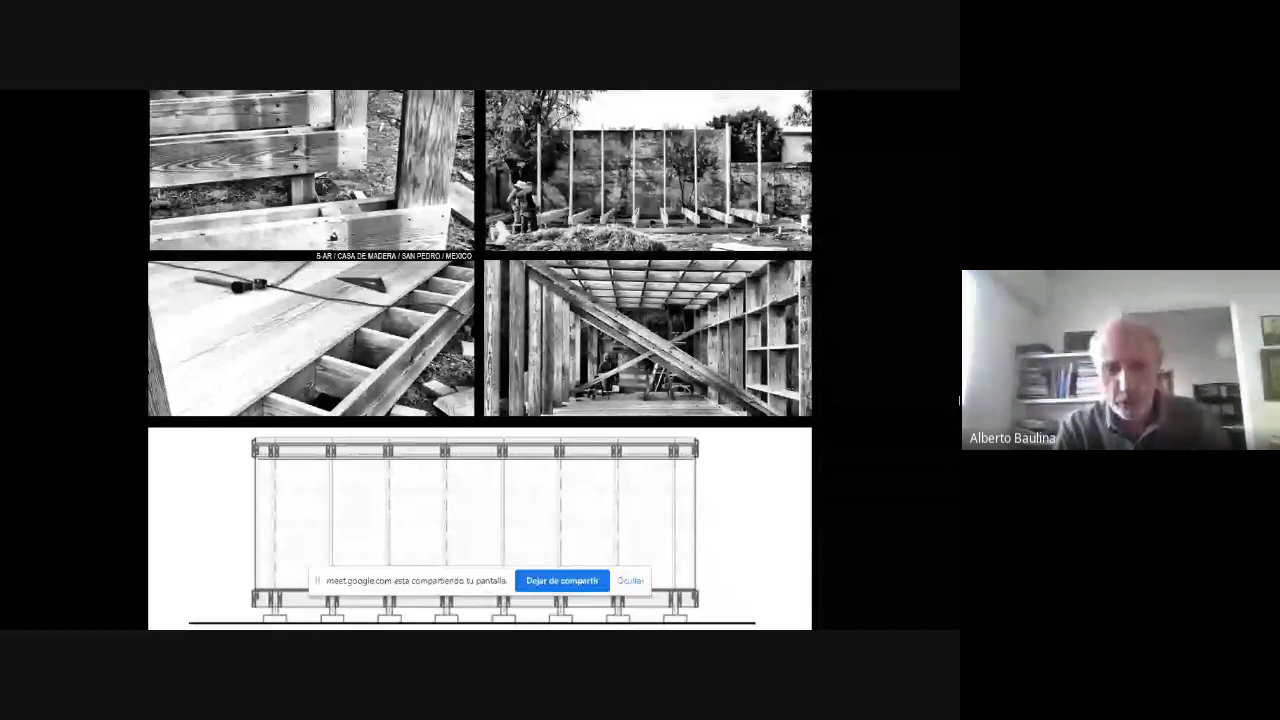 S-AR / CASA DE MADERA / SAN PEDRO / MEXICO
meet.google.com está compartiendo tu pantalla.
Dejar de compartir
Ocultar
Alberto Baulina